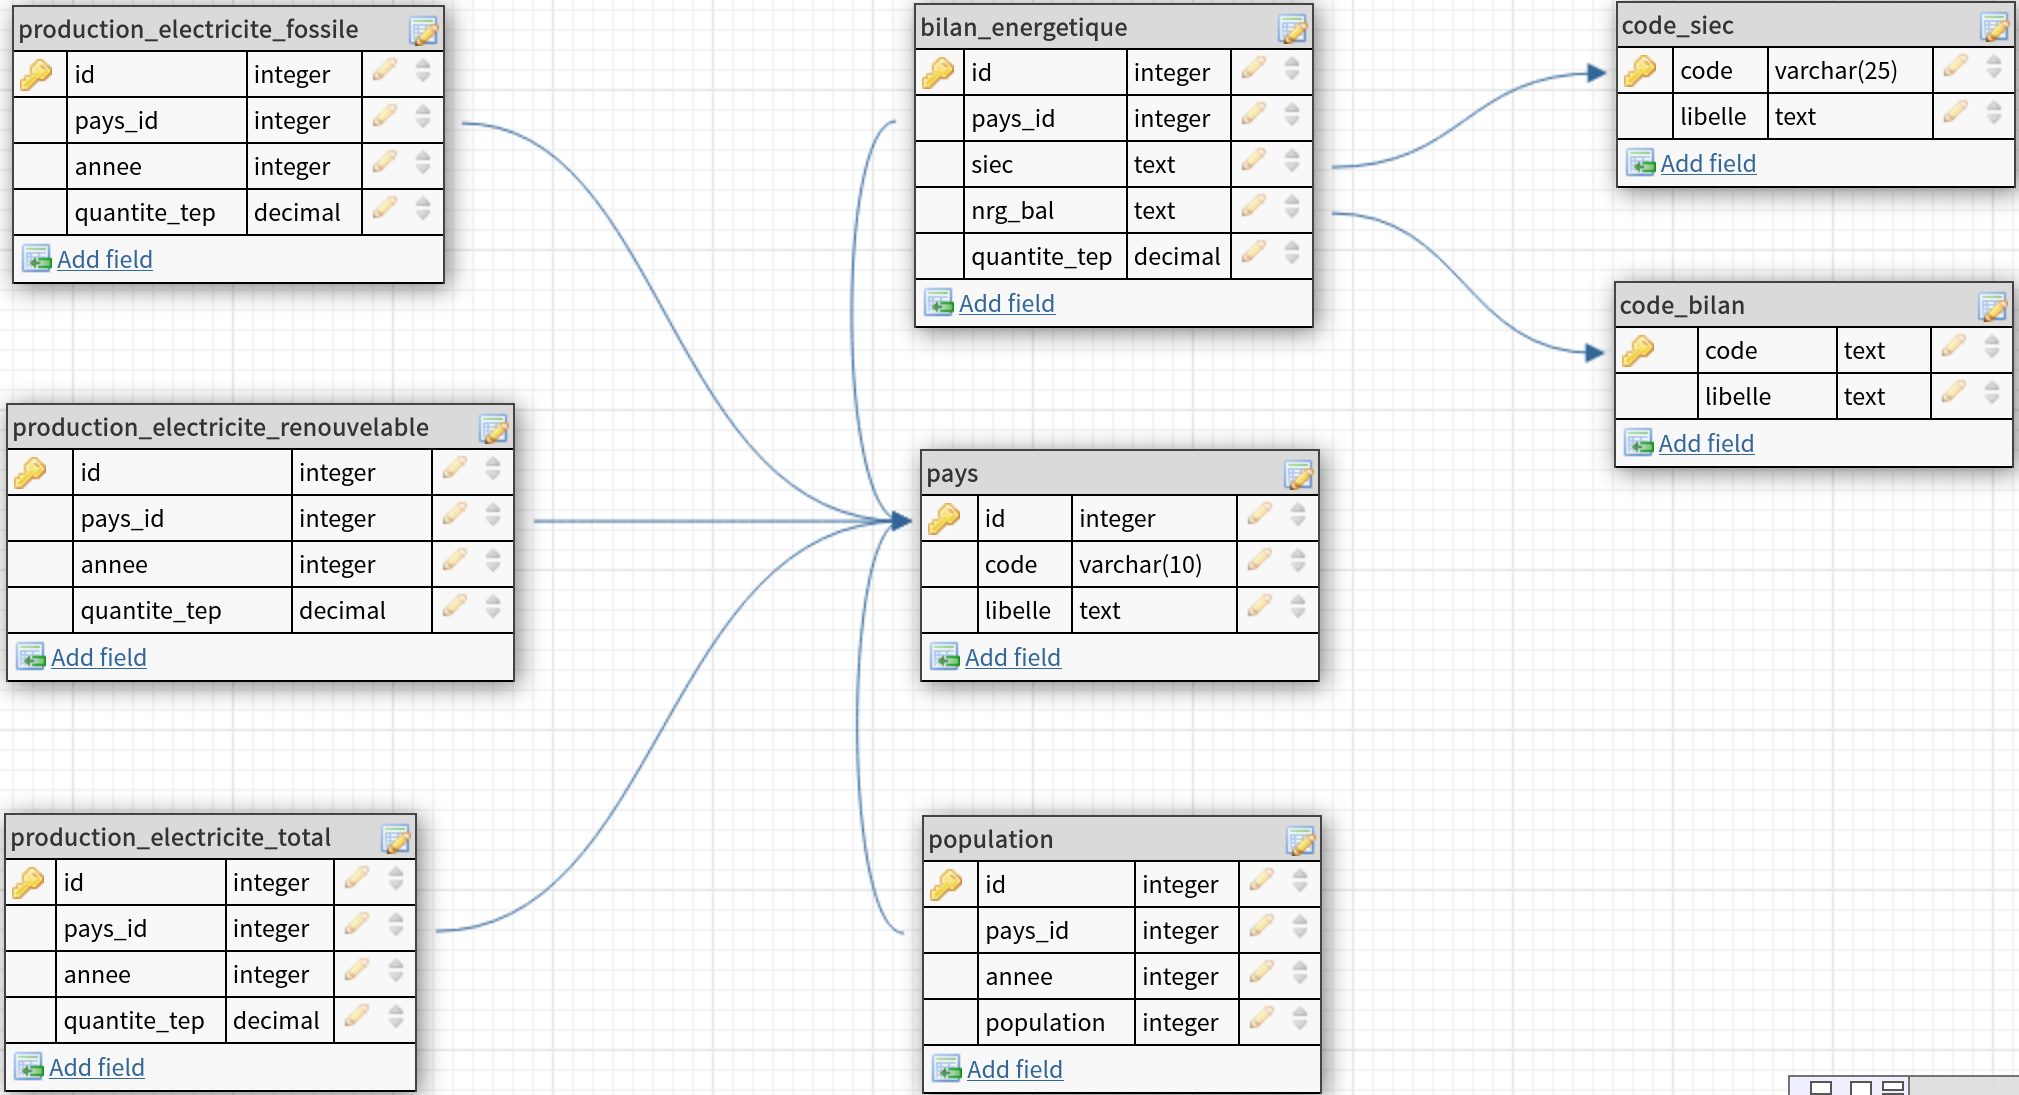 production_electricite_fossile
id integer
pays_id integer
annee integer
quantite_tep decimal
Add field
bilan_energetique
id integer
pays_id integer
siec text
nrg_bal text
quantite_tep decimal
Add field
code_siec
code varchar(25)
libelle text
Add field
code_bilan
code text
libelle text
Add field
production_electricite_renouvelable
id integer
pays_id integer
annee integer
quantite_tep decimal
Add field
pays
id integer
code varchar(10)
libelle text
Add field
production_electricite_total
id integer
pays_id integer
annee integer
quantite_tep decimal
Add field
population
id integer
pays_id integer
annee integer
population integer
Add field